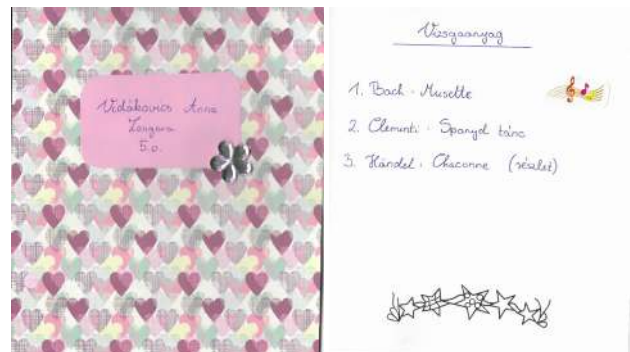 Vidákovics Anna
Zongora
5.o.
Vizsgaanyag
1. Bach: Musette
2. Clementi: Spanyol tánc
3. Händel: Chaconne (részlet)